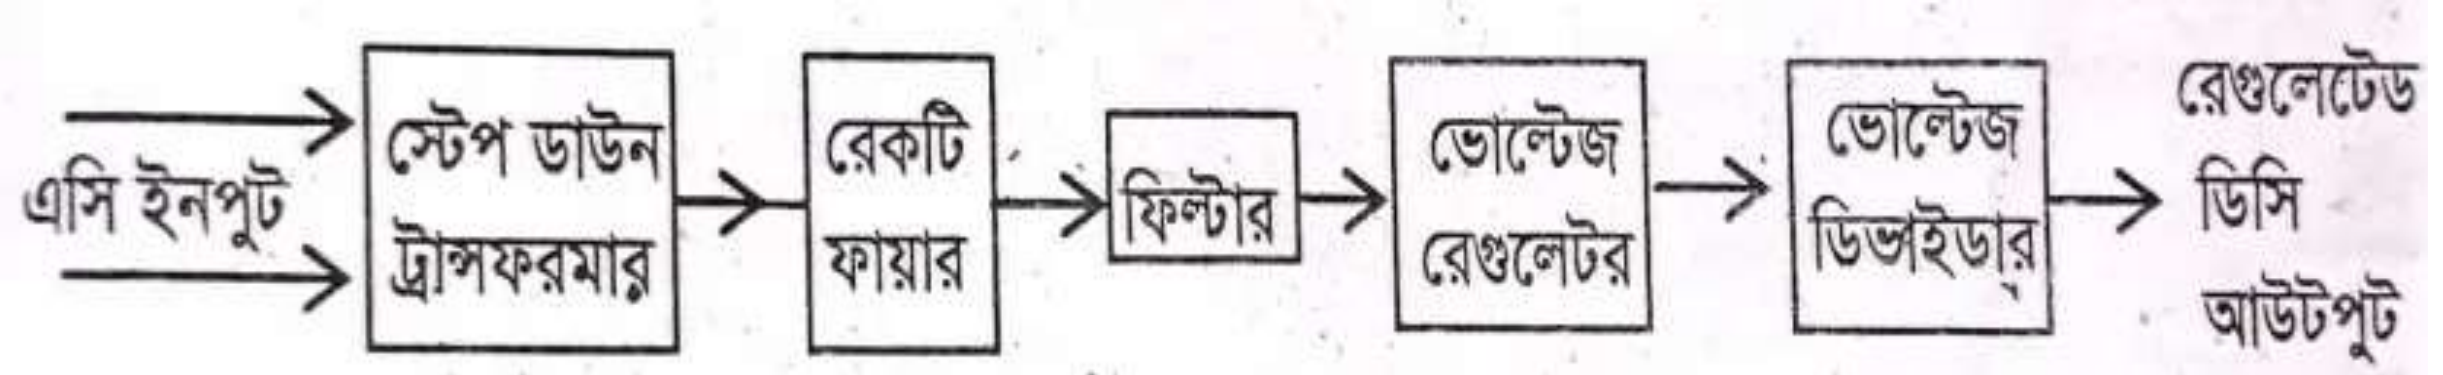 এসি ইনপুট
স্টেপ ডাউন
ট্রান্সফরমার
রেকটি
ফায়ার
ফিল্টার
ভোল্টেজ
রেগুলেটর
ভোল্টেজ
ডিভাইডার
রেগুলেটেড
ডিসি
আউটপুট